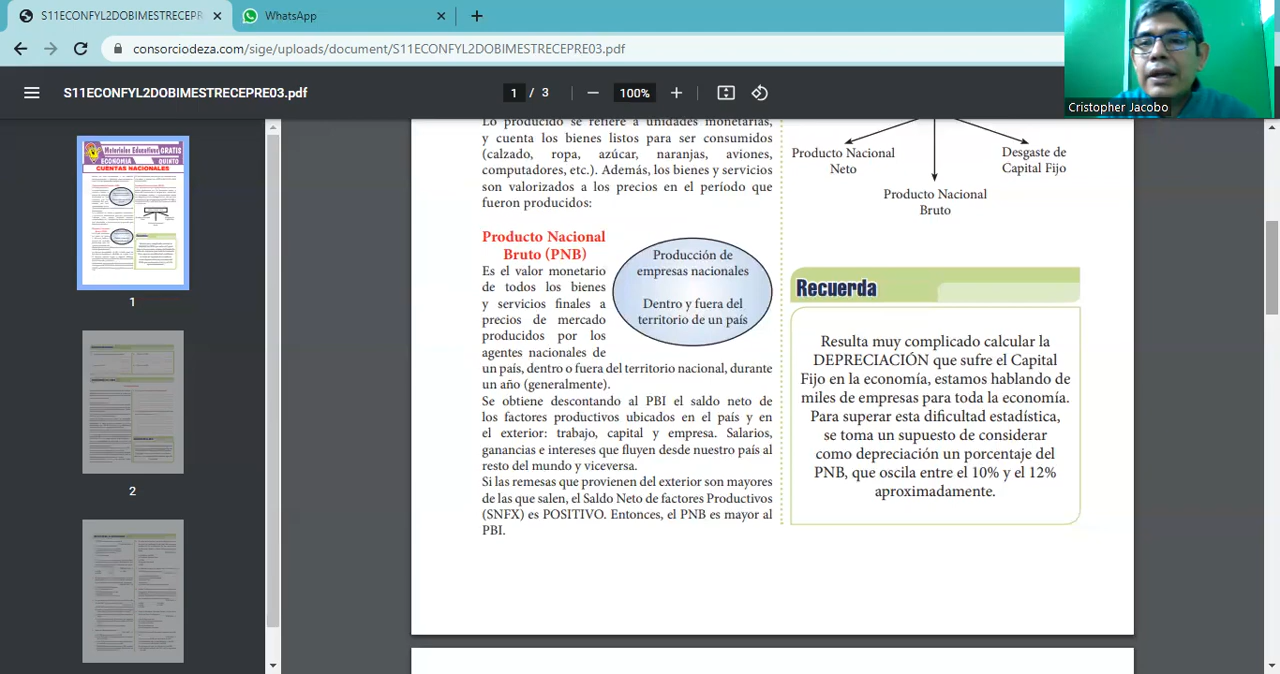 S11ECONFYL2DOBIMESTRECEPR
WhatsApp
consorciodeza.com/sige/uploads/document/S11ECONFYL2DOBIMESTRECEPRE03.pdf
S11ECONFYL2DOBIMESTRECEPRE03.pdf
1 / 3
100%
Cristopher Jacobo
Materiales Educativos GRATIS
ECONOMIA QUINTO
CUENTAS NACIONALES
1
2
Lo producido se refiere a unidades monetarias,
y cuenta los bienes listos para ser consumidos
(calzado, ropa, azúcar, naranjas, aviones,
computadores, etc.). Además, los bienes y servicios
son valorizados a los precios en el período que
fueron producidos:
Producto Nacional
Bruto (PNB)
Es el valor monetario
de todos los bienes
y servicios finales a
precios de mercado
producidos por los
agentes nacionales de
un país, dentro o fuera del territorio nacional, durante
un año (generalmente).
Se obtiene descontando al PBI el saldo neto de
los factores productivos ubicados en el país y en
el exterior: trabajo, capital y empresa. Salarios,
ganancias e intereses que fluyen desde nuestro país al
resto del mundo y viceversa.
Si las remesas que provienen del exterior son mayores
de las que salen, el Saldo Neto de factores Productivos
(SNFX) es POSITIVO. Entonces, el PNB es mayor al
PBI.
Producción de
empresas nacionales
Dentro y fuera del
territorio de un país
Producto Nacional
Neto
Producto Nacional
Bruto
Desgaste de
Capital Fijo
Recuerda
Resulta muy complicado calcular la
DEPRECIACIÓN que sufre el Capital
Fijo en la economía, estamos hablando de
miles de empresas para toda la economía.
Para superar esta dificultad estadística,
se toma un supuesto de considerar
como depreciación un porcentaje del
PNB, que oscila entre el 10% y el 12%
aproximadamente.